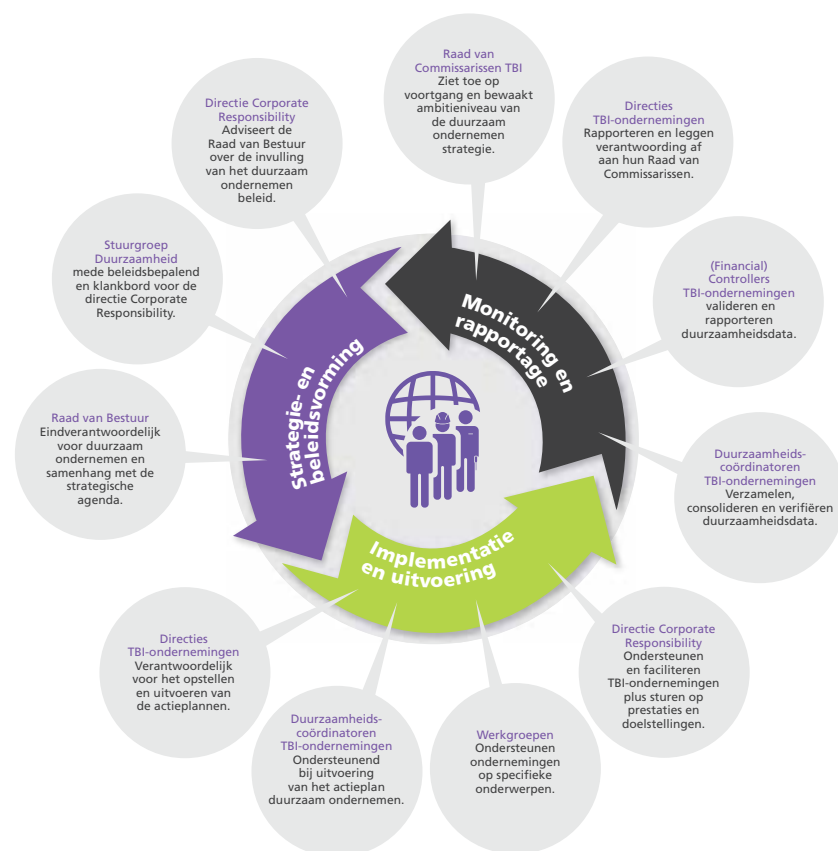 Raad van
Commissarissen TBI
Ziet toe op
voortgang en bewaakt
ambitieniveau van
de duurzaam
ondernemen
strategie.
Directies
TBI-ondernemingen
Rapporteren en leggen
verantwoording af
aan hun Raad van
Commissarissen.
(Financial)
Controllers
TBI-ondernemingen
valideren en
rapporteren
duurzaamheidsdata.
Duurzaamheids-
coördinatoren
TBI-ondernemingen
Verzamelen,
consolideren en verifiëren
duurzaamheidsdata.
Directie Corporate
Responsibility
Ondersteunen
en faciliteren
TBI-ondernemingen
plus sturen op
prestaties en
doelstellingen.
Werkgroepen
Ondersteunen
ondernemingen
op specifieke
onderwerpen.
Duurzaamheids-
coördinatoren
TBI-ondernemingen
Ondersteunend
bij uitvoering
van het actieplan
duurzaam ondernemen.
Directies
TBI-ondernemingen
Verantwoordelijk
voor het opstellen
en uitvoeren van
de actieplannen.
Raad van Bestuur
Eindverantwoordelijk
voor duurzaam
ondernemen en
samenhang met de
strategische
agenda.
Stuurgroep
Duurzaamheid
mede beleidsbepalend
en klankbord voor de
directie Corporate
Responsibility.
Directie Corporate
Responsibility
Adviseert de
Raad van Bestuur
over de invulling
van het duurzaam
ondernemen
beleid.
Monitoring en
rapportage
Implementatie
en uitvoering
Strategie- en
beleidsvorming